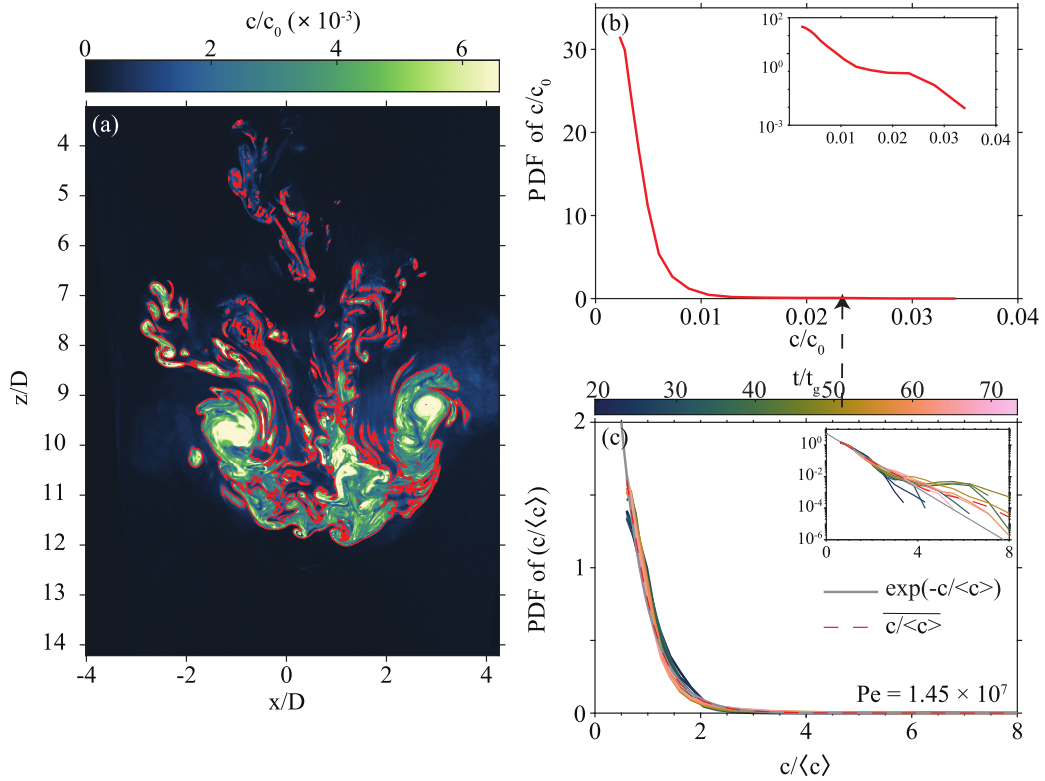 c/c₀ (× 10⁻³)
0 2 4 6
(a)
4
5
6
7
8
9
10
11
12
13
14
z/D
-4 -2 0 2 4
x/D
(b)
PDF of c/c₀
30
20
10
0
0 0.01 0.02 0.03 0.04
c/c₀
10²
10⁰
10⁻³
0.01 0.02 0.03 0.04
t/t_g
20 30 40 50 60 70
(c)
PDF of (c/⟨c⟩)
2
1
0
0 2 4 6 8
c/⟨c⟩
10⁰
10⁻²
10⁻⁴
10⁻⁶
0 4 8
exp(-c/<c>)
c/<c>
Pe = 1.45 × 10⁷